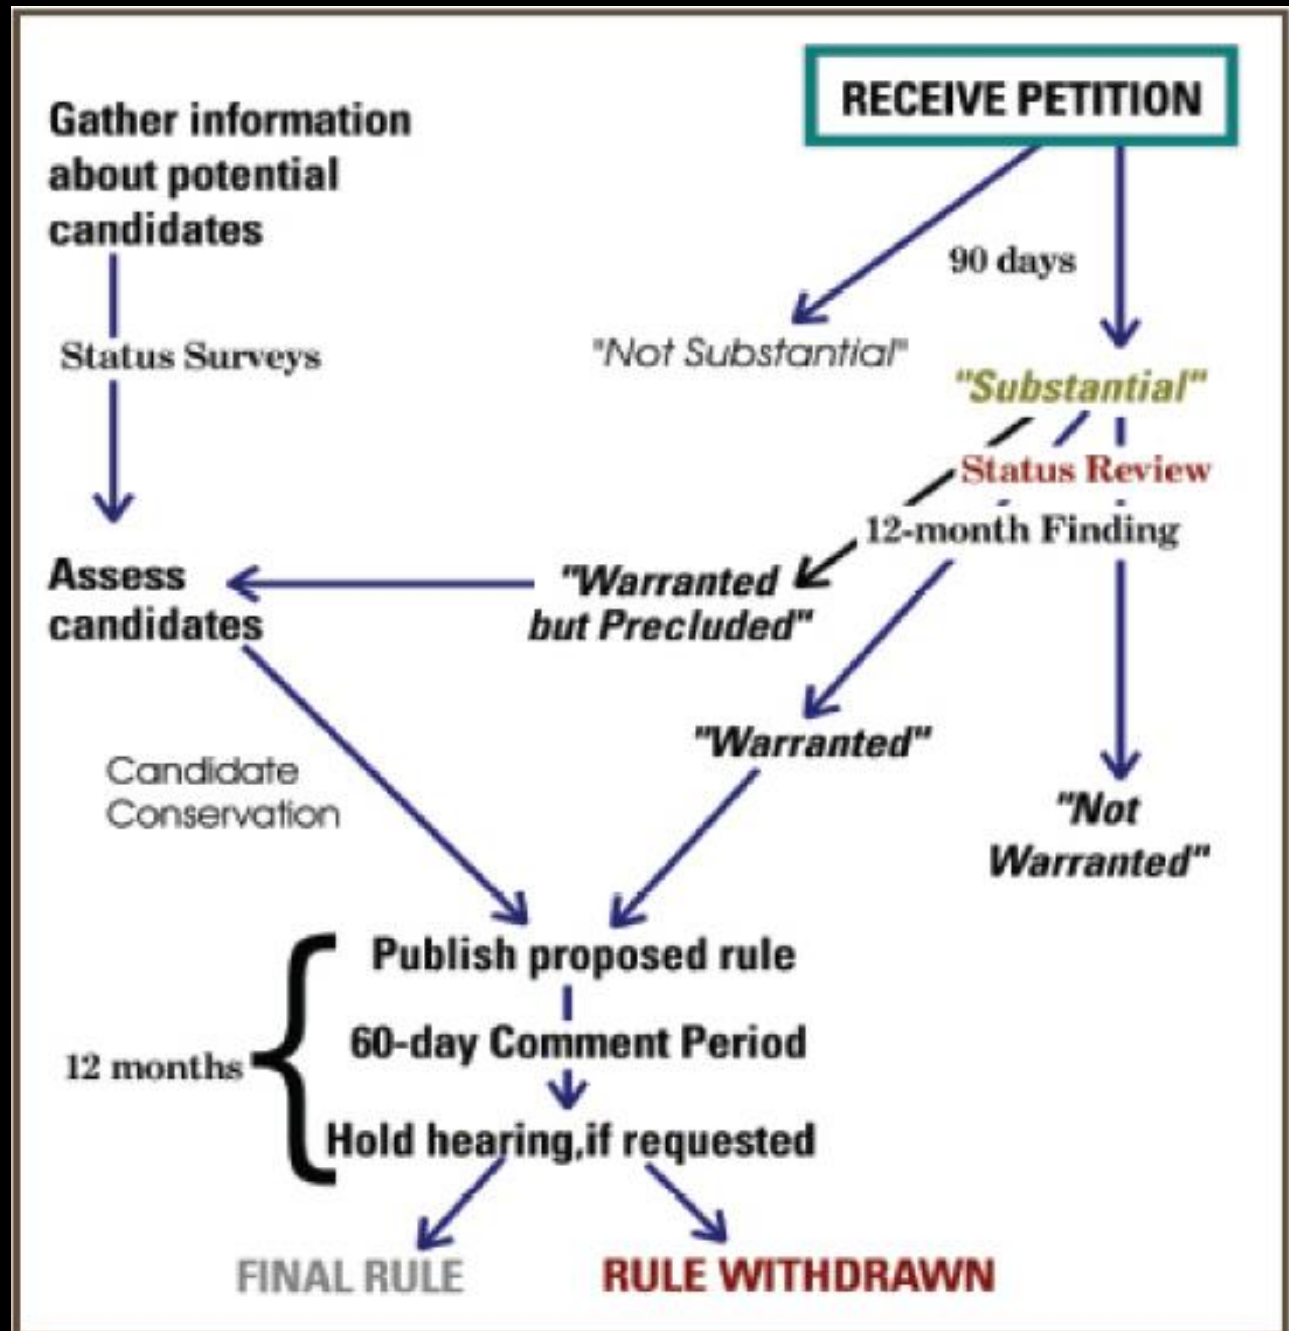 RECEIVE PETITION
Gather information
about potential
candidates
90 days
Status Surveys
"Not Substantial"
"Substantial"
Status Review
12-month Finding
Assess
candidates
"Warranted
but Precluded"
"Warranted"
Candidate
Conservation
"Not
Warranted"
Publish proposed rule
60-day Comment Period
12 months
Hold hearing,if requested
FINAL RULE
RULE WITHDRAWN